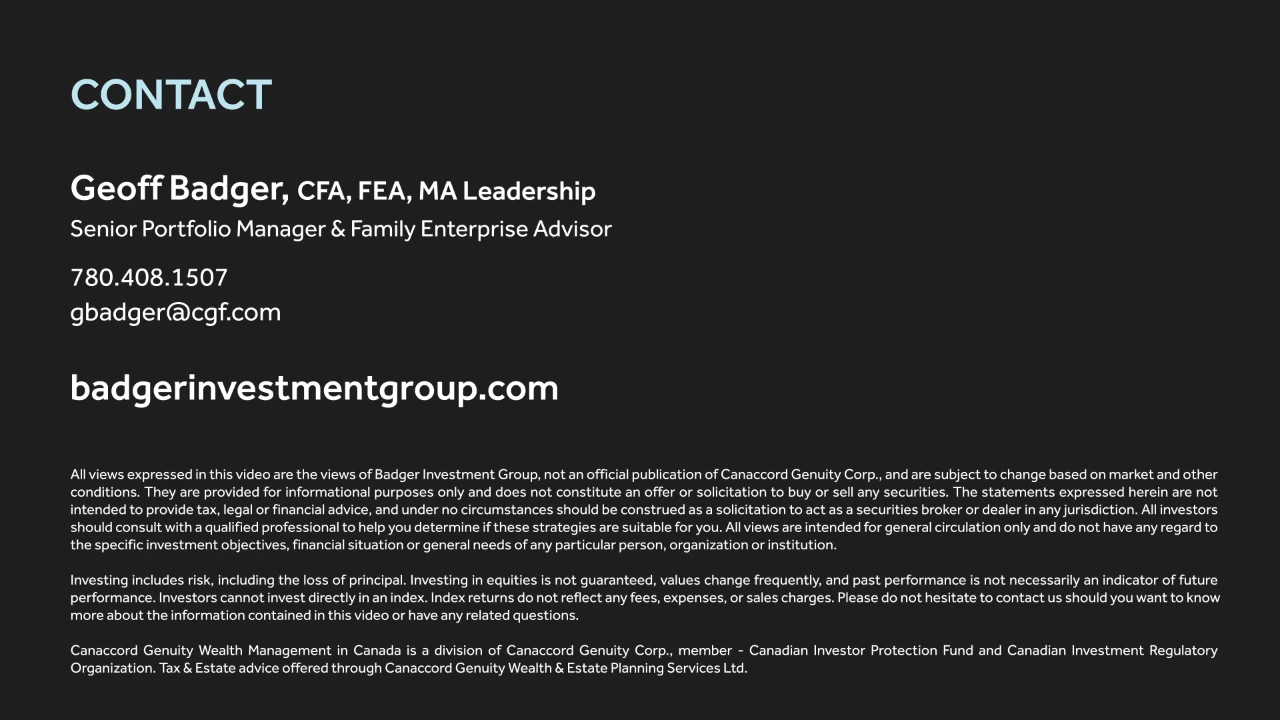 CONTACT
Geoff Badger, CFA, FEA, MA Leadership
Senior Portfolio Manager & Family Enterprise Advisor
780.408.1507
gbadger@cgf.com
badgerinvestmentgroup.com
All views expressed in this video are the views of Badger Investment Group, not an official publication of Canaccord Genuity Corp., and are subject to change based on market and other
conditions. They are provided for informational purposes only and does not constitute an offer or solicitation to buy or sell any securities. The statements expressed herein are not
intended to provide tax, legal or financial advice, and under no circumstances should be construed as a solicitation to act as a securities broker or dealer in any jurisdiction. All investors
should consult with a qualified professional to help you determine if these strategies are suitable for you. All views are intended for general circulation only and do not have any regard to
the specific investment objectives, financial situation or general needs of any particular person, organization or institution.
Investing includes risk, including the loss of principal. Investing in equities is not guaranteed, values change frequently, and past performance is not necessarily an indicator of future
performance. Investors cannot invest directly in an index. Index returns do not reflect any fees, expenses, or sales charges. Please do not hesitate to contact us should you want to know
more about the information contained in this video or have any related questions.
Canaccord Genuity Wealth Management in Canada is a division of Canaccord Genuity Corp., member - Canadian Investor Protection Fund and Canadian Investment Regulatory
Organization. Tax & Estate advice offered through Canaccord Genuity Wealth & Estate Planning Services Ltd.